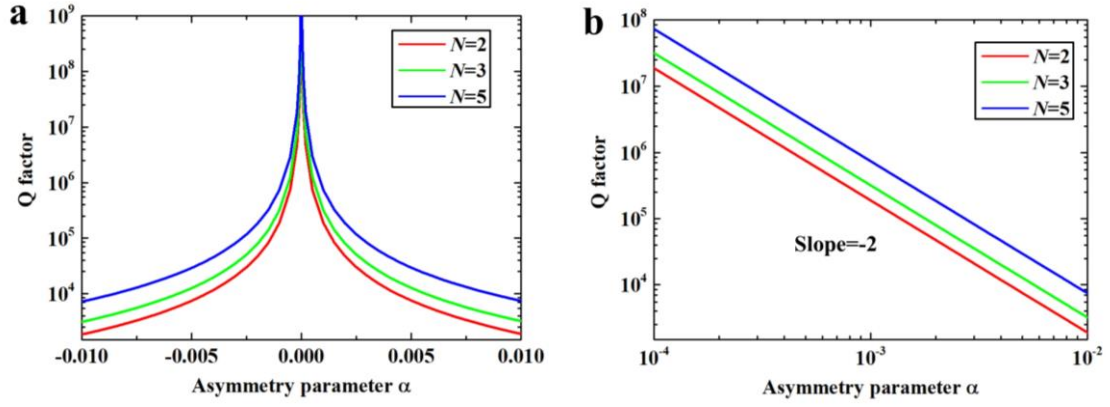 a
10⁹
10⁸
10⁷
10⁶
10⁵
10⁴
Q factor
N=2
N=3
N=5
-0.010
-0.005
0.000
0.005
0.010
Asymmetry parameter α
b
10⁸
10⁷
10⁶
10⁵
10⁴
Q factor
N=2
N=3
N=5
Slope=-2
10⁻⁴
10⁻³
10⁻²
Asymmetry parameter α